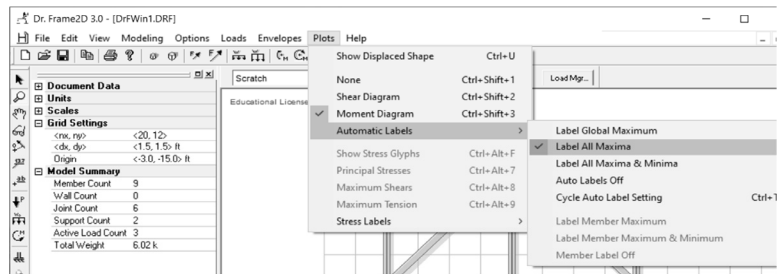 Dr. Frame2D 3.0 - [DrFWin1.DRF]
File Edit View Modeling Options Loads Envelopes Plots Help
Scratch
Load Mgr...
Educational License
Document Data
Units
Scales
Grid Settings
<nx, ny> <20, 12>
<dx, dy> <1.5, 1.5> ft
Origin <-3.0, -15.0> ft
Model Summary
Member Count 9
Wall Count 0
Joint Count 6
Support Count 2
Active Load Count 3
Total Weight 6.02 k
Show Displaced Shape Ctrl+U
None Ctrl+Shift+1
Shear Diagram Ctrl+Shift+2
Moment Diagram Ctrl+Shift+3
Automatic Labels
Show Stress Glyphs Ctrl+Alt+F
Principal Stresses Ctrl+Alt+7
Maximum Shears Ctrl+Alt+8
Maximum Tension Ctrl+Alt+9
Stress Labels
Label Global Maximum
Label All Maxima
Label All Maxima & Minima
Auto Labels Off
Cycle Auto Label Setting Ctrl+T
Label Member Maximum
Label Member Maximum & Minimum
Member Label Off